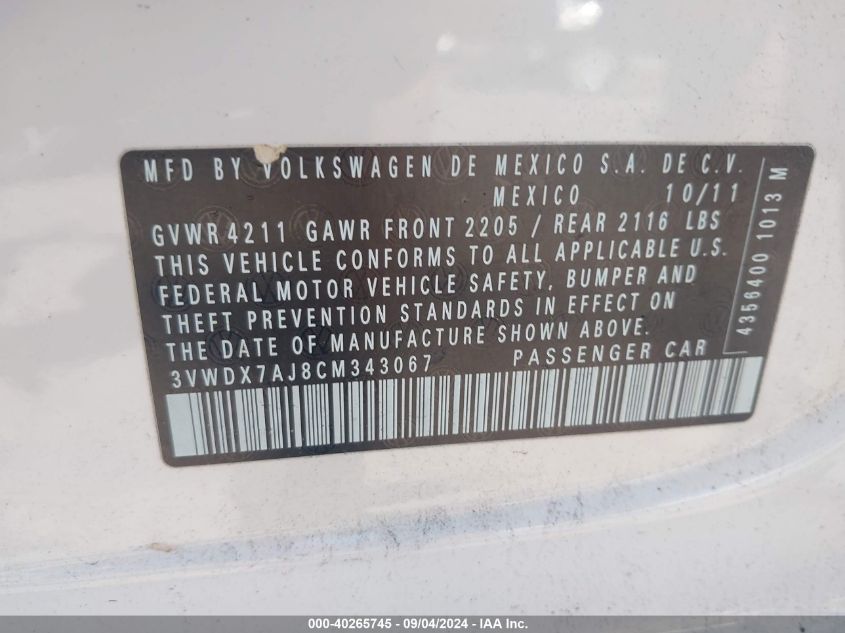 MFD BY VOLKSWAGEN DE MEXICO S.A. DE C.V.
MEXICO 10/11
GVWR 4211 GAWR FRONT 2205 / REAR 2116 LBS
THIS VEHICLE CONFORMS TO ALL APPLICABLE U.S.
FEDERAL MOTOR VEHICLE SAFETY, BUMPER AND
THEFT PREVENTION STANDARDS IN EFFECT ON
THE DATE OF MANUFACTURE SHOWN ABOVE.
3VWDX7AJ8CM343067 PASSENGER CAR
4356400 1013 M
000-40265745 - 09/04/2024 - IAA Inc.